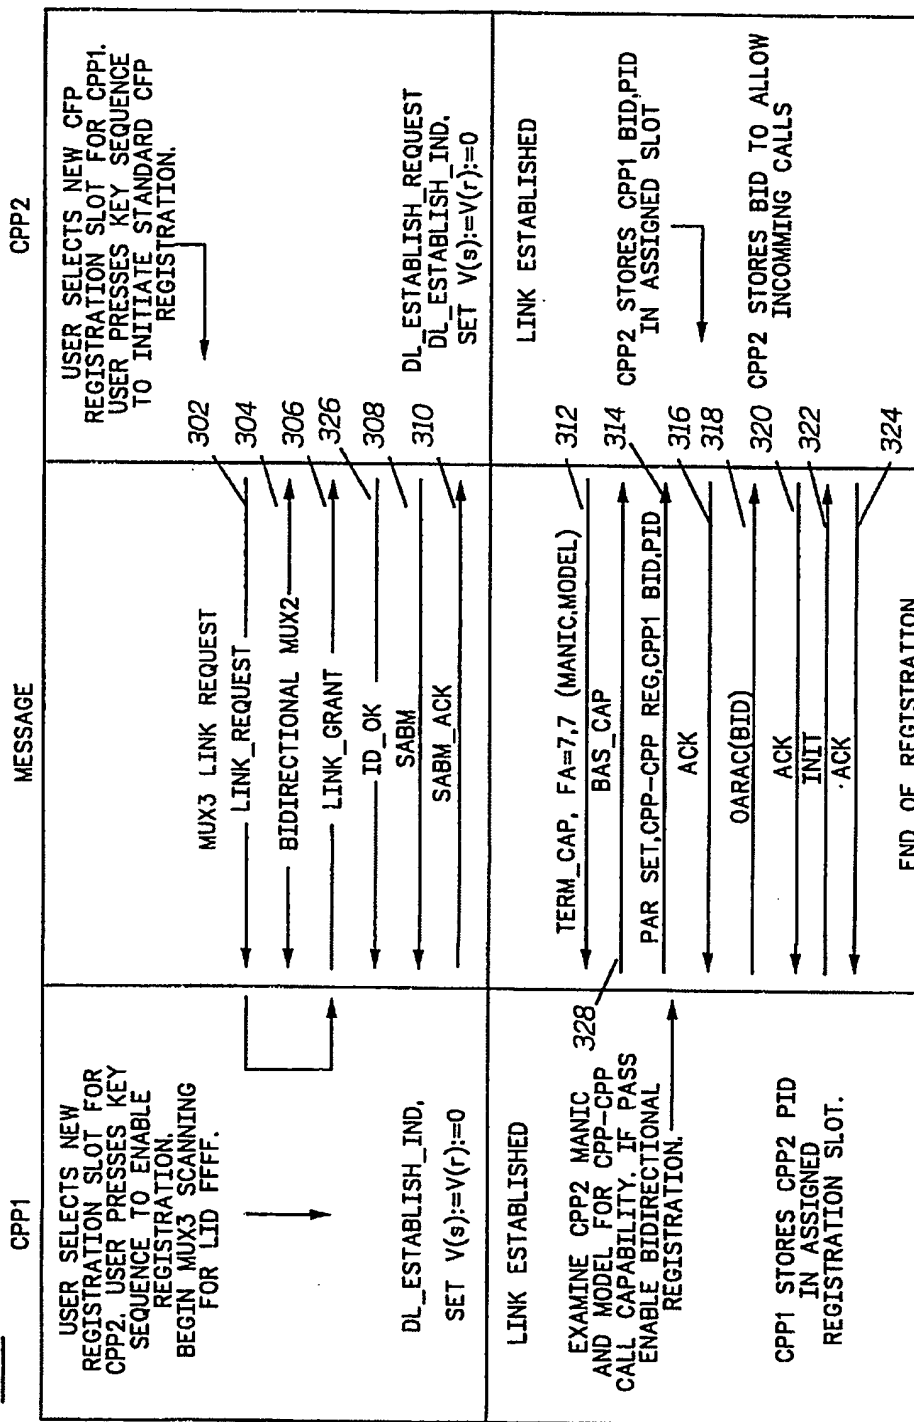 CPP1
MESSAGE
CPP2
USER SELECTS NEW
REGISTRATION SLOT FOR
CPP2. USER PRESSES KEY
SEQUENCE TO ENABLE
REGISTRATION.
BEGIN MUX3 SCANNING
FOR LID FFFF.
DL_ESTABLISH_IND,
SET V(s):=V(r):=0
MUX3 LINK REQUEST
LINK_REQUEST
BIDIRECTIONAL MUX2
LINK_GRANT
ID_OK
SABM
SABM_ACK
302
304
306
326
308
310
USER SELECTS NEW CFP
REGISTRATION SLOT FOR CPP1.
USER PRESSES KEY SEQUENCE
TO INITIATE STANDARD CFP
REGISTRATION.
DL_ESTABLISH_REQUEST
DL_ESTABLISH_IND,
SET V(s):=V(r):=0
LINK ESTABLISHED
EXAMINE CPP2 MANIC
AND MODEL FOR CPP-CPP
CALL CAPABILITY. IF PASS
ENABLE BIDIRECTIONAL
REGISTRATION.
328
CPP1 STORES CPP2 PID
IN ASSIGNED
REGISTRATION SLOT.
TERM_CAP, FA=7,7 (MANIC,MODEL)
BAS_CAP
PAR SET,CPP-CPP REG,CPP1 BID,PID
ACK
OARAC(BID)
ACK
INIT
ACK
END OF REGISTRATION
312
314
316
318
320
322
324
LINK ESTABLISHED
CPP2 STORES CPP1 BID,PID
IN ASSIGNED SLOT
CPP2 STORES BID TO ALLOW
INCOMMING CALLS